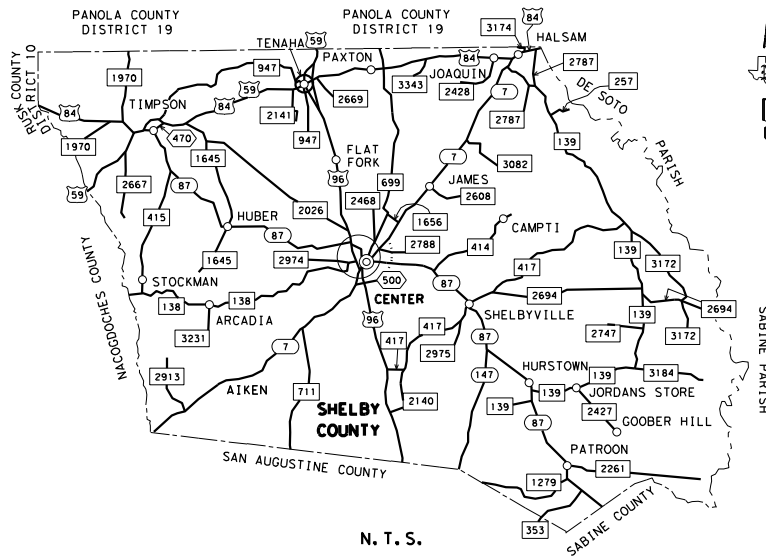 PANOLA COUNTY
DISTRICT 19
PANOLA COUNTY
DISTRICT 19
3174
84
HALSAM
TENAHA
59
PAXTON
84
JOAQUIN
2787
257
RUSK COUNTY
DISTRICT 10
1970
947
3343
2428
7
DE SOTO
PARISH
84
TIMPSON
59
84
2669
2787
2141
947
139
1970
470
1645
FLAT
FORK
7
3082
59
2667
87
96
699
JAMES
2608
415
2026
2468
1656
CAMPTI
HUBER
87
2788
414
139
1645
2974
417
3172
NACOGDOCHES COUNTY
STOCKMAN
500
CENTER
87
2694
138
138
ARCADIA
96
SHELBYVILLE
139
2694
3231
417
417
87
2747
3172
SABINE PARISH
7
2975
2913
HURSTOWN
139
3184
147
AIKEN
711
139
JORDANS STORE
2140
139
2427
SHELBY
COUNTY
87
GOOBER HILL
PATROON
SAN AUGUSTINE COUNTY
2261
1279
353
SABINE COUNTY
N. T. S.